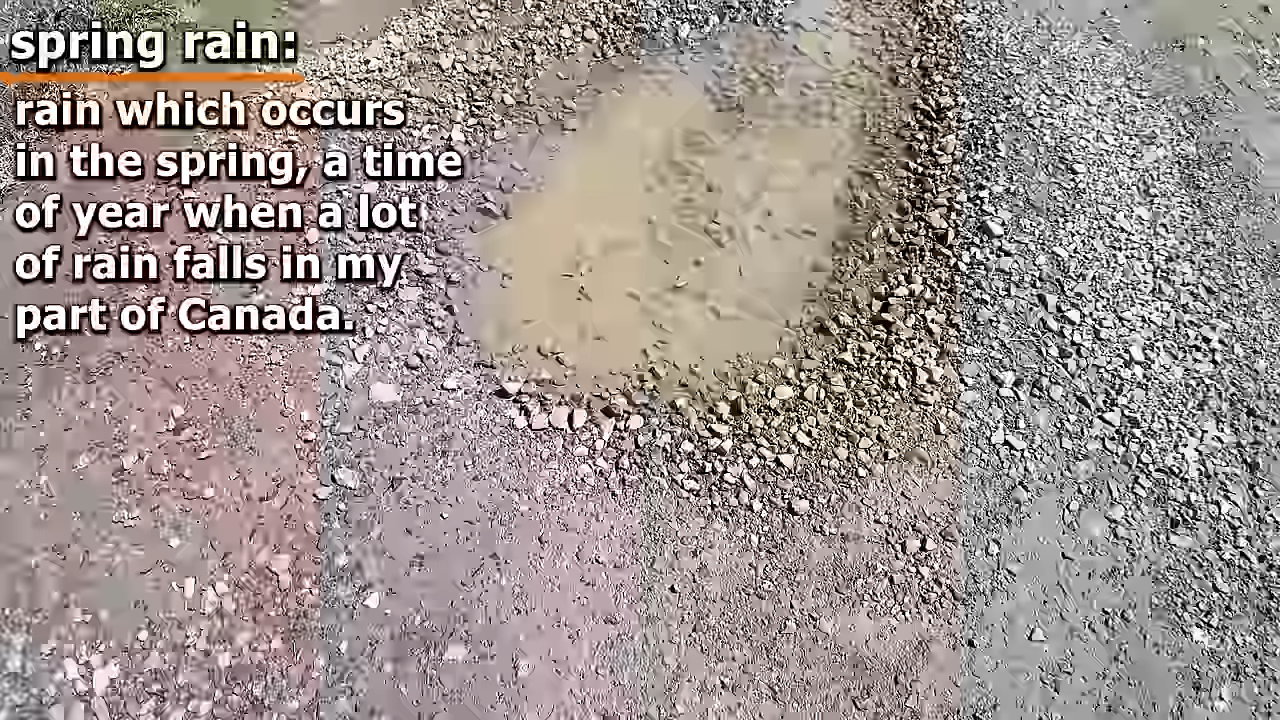 spring rain:
rain which occurs
in the spring, a time
of year when a lot
of rain falls in my
part of Canada.